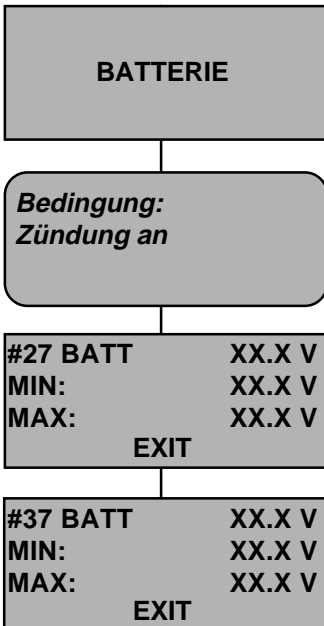 BATTERIE
Bedingung:
Zündung an
#27 BATT XX.X V
MIN: XX.X V
MAX: XX.X V
EXIT
#37 BATT XX.X V
MIN: XX.X V
MAX: XX.X V
EXIT